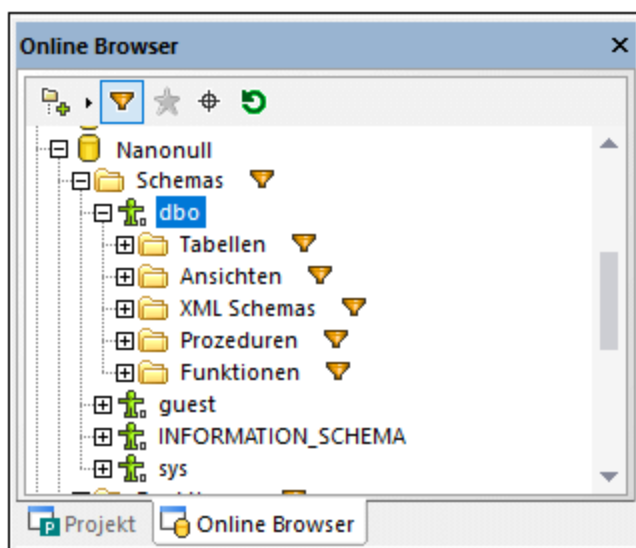 Online Browser
Nanonull
Schemas
dbo
Tabellen
Ansichten
XML Schemas
Prozeduren
Funktionen
guest
INFORMATION_SCHEMA
sys
Projekt Online Browser